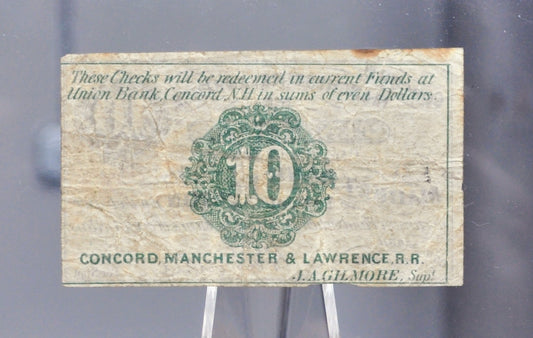 These Checks will be redeemed in current Funds at
Union Bank, Concord, N.H. in sums of even Dollars.
10
CONCORD, MANCHESTER & LAWRENCE, R.R.
J.A. GILMORE, Supt